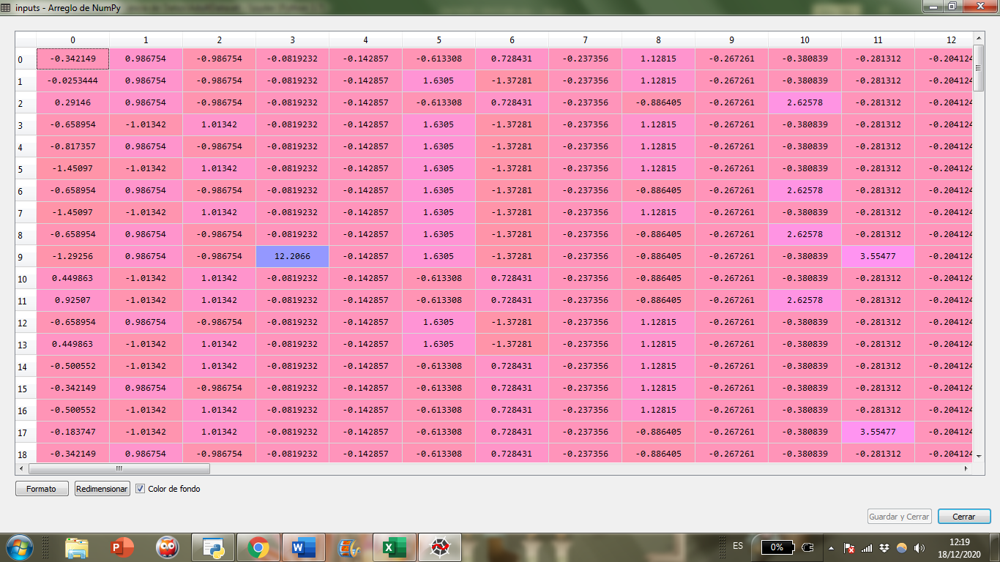 inputs - Arreglo de NumPy
0 1 2 3 4 5 6 7 8 9 10 11 12
0 -0.342149 0.986754 -0.986754 -0.0819232 -0.142857 -0.613308 0.728431 -0.237356 1.12815 -0.267261 -0.380839 -0.281312 -0.204124
1 -0.0253444 0.986754 -0.986754 -0.0819232 -0.142857 1.6305 -1.37281 -0.237356 1.12815 -0.267261 -0.380839 -0.281312 -0.204124
2 0.29146 0.986754 -0.986754 -0.0819232 -0.142857 -0.613308 0.728431 -0.237356 -0.886405 -0.267261 2.62578 -0.281312 -0.204124
3 -0.658954 -1.01342 1.01342 -0.0819232 -0.142857 1.6305 -1.37281 -0.237356 1.12815 -0.267261 -0.380839 -0.281312 -0.204124
4 -0.817357 0.986754 -0.986754 -0.0819232 -0.142857 1.6305 -1.37281 -0.237356 1.12815 -0.267261 -0.380839 -0.281312 -0.204124
5 -1.45097 -1.01342 1.01342 -0.0819232 -0.142857 1.6305 -1.37281 -0.237356 1.12815 -0.267261 -0.380839 -0.281312 -0.204124
6 -0.658954 0.986754 -0.986754 -0.0819232 -0.142857 1.6305 -1.37281 -0.237356 -0.886405 -0.267261 2.62578 -0.281312 -0.204124
7 -1.45097 -1.01342 1.01342 -0.0819232 -0.142857 1.6305 -1.37281 -0.237356 1.12815 -0.267261 -0.380839 -0.281312 -0.204124
8 -0.658954 0.986754 -0.986754 -0.0819232 -0.142857 1.6305 -1.37281 -0.237356 -0.886405 -0.267261 2.62578 -0.281312 -0.204124
9 -1.29256 0.986754 -0.986754 12.2066 -0.142857 1.6305 -1.37281 -0.237356 -0.886405 -0.267261 -0.380839 3.55477 -0.204124
10 0.449863 -1.01342 1.01342 -0.0819232 -0.142857 -0.613308 0.728431 -0.237356 -0.886405 -0.267261 -0.380839 -0.281312 -0.204124
11 0.92507 -1.01342 1.01342 -0.0819232 -0.142857 -0.613308 0.728431 -0.237356 -0.886405 -0.267261 2.62578 -0.281312 -0.204124
12 -0.658954 0.986754 -0.986754 -0.0819232 -0.142857 1.6305 -1.37281 -0.237356 1.12815 -0.267261 -0.380839 -0.281312 -0.204124
13 0.449863 -1.01342 1.01342 -0.0819232 -0.142857 1.6305 -1.37281 -0.237356 1.12815 -0.267261 -0.380839 -0.281312 -0.204124
14 -0.500552 -1.01342 1.01342 -0.0819232 -0.142857 -0.613308 0.728431 -0.237356 1.12815 -0.267261 -0.380839 -0.281312 -0.204124
15 -0.342149 0.986754 -0.986754 -0.0819232 -0.142857 -0.613308 0.728431 -0.237356 1.12815 -0.267261 -0.380839 -0.281312 -0.204124
16 -0.500552 -1.01342 1.01342 -0.0819232 -0.142857 -0.613308 0.728431 -0.237356 1.12815 -0.267261 -0.380839 -0.281312 -0.204124
17 -0.183747 -1.01342 1.01342 -0.0819232 -0.142857 -0.613308 0.728431 -0.237356 -0.886405 -0.267261 -0.380839 3.55477 -0.204124
18 -0.342149 0.986754 -0.986754 -0.0819232 -0.142857 -0.613308 0.728431 -0.237356 -0.886405 -0.267261 -0.380839 -0.281312 -0.204124
Formato Redimensionar Color de fondo
Guardar y Cerrar Cerrar
ES 0% 12:19
18/12/2020